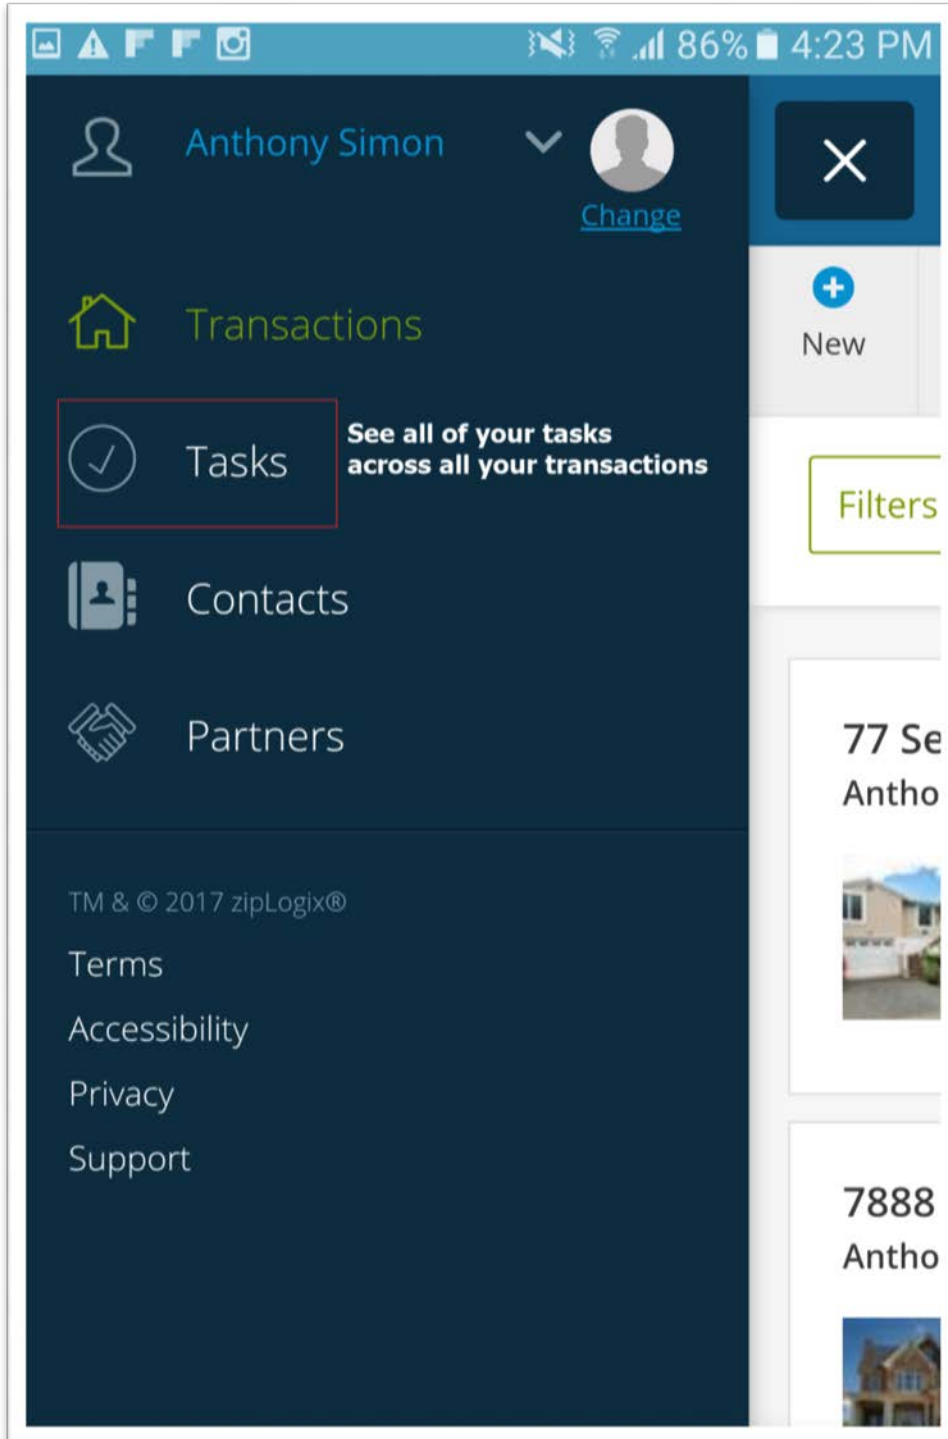 86% 4:23 PM
Anthony Simon
Change
Transactions
Tasks
See all of your tasks
across all your transactions
Contacts
Partners
TM & © 2017 zipLogix®
Terms
Accessibility
Privacy
Support
New
Filters
77 Se
Antho
7888
Antho